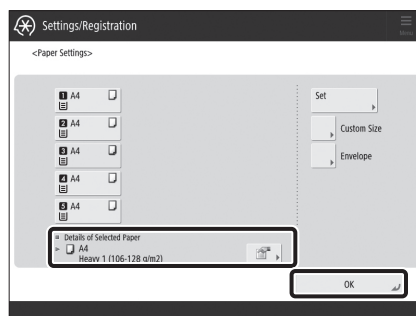 Settings/Registration
Menu
<Paper Settings>
1 A4
2 A4
3 A4
4 A4
5 A4
Set
Custom Size
Envelope
Details of Selected Paper
A4
Heavy 1 (106-128 g/m2)
OK